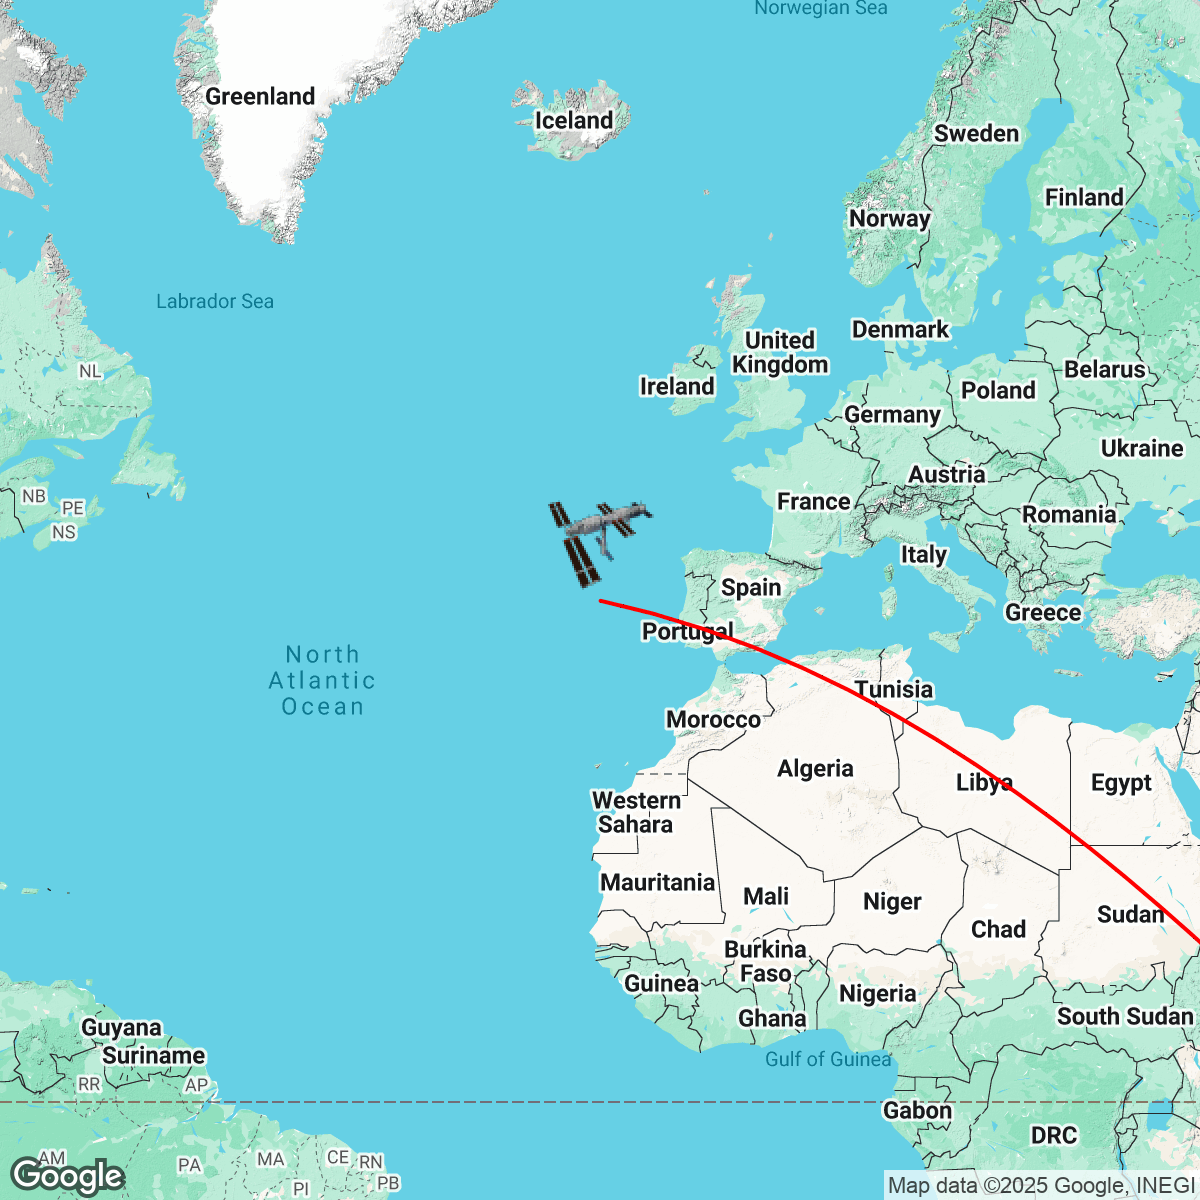 Norwegian Sea
Greenland
Iceland
Sweden
Finland
Norway
Labrador Sea
Denmark
United
Kingdom
Ireland
NL
Belarus
Poland
Germany
Ukraine
Austria
France
NB
PE
NS
Romania
Italy
Spain
Greece
Portugal
North
Atlantic
Ocean
Tunisia
Morocco
Algeria
Libya
Egypt
Western
Sahara
Mauritania
Mali
Niger
Sudan
Chad
Burkina
Faso
Guinea
Nigeria
Ghana
South Sudan
Guyana
Suriname
Gulf of Guinea
RR
AP
Gabon
DRC
AM
PA
MA
CE
RN
PB
PI
Google
Map data ©2025 Google, INEGI